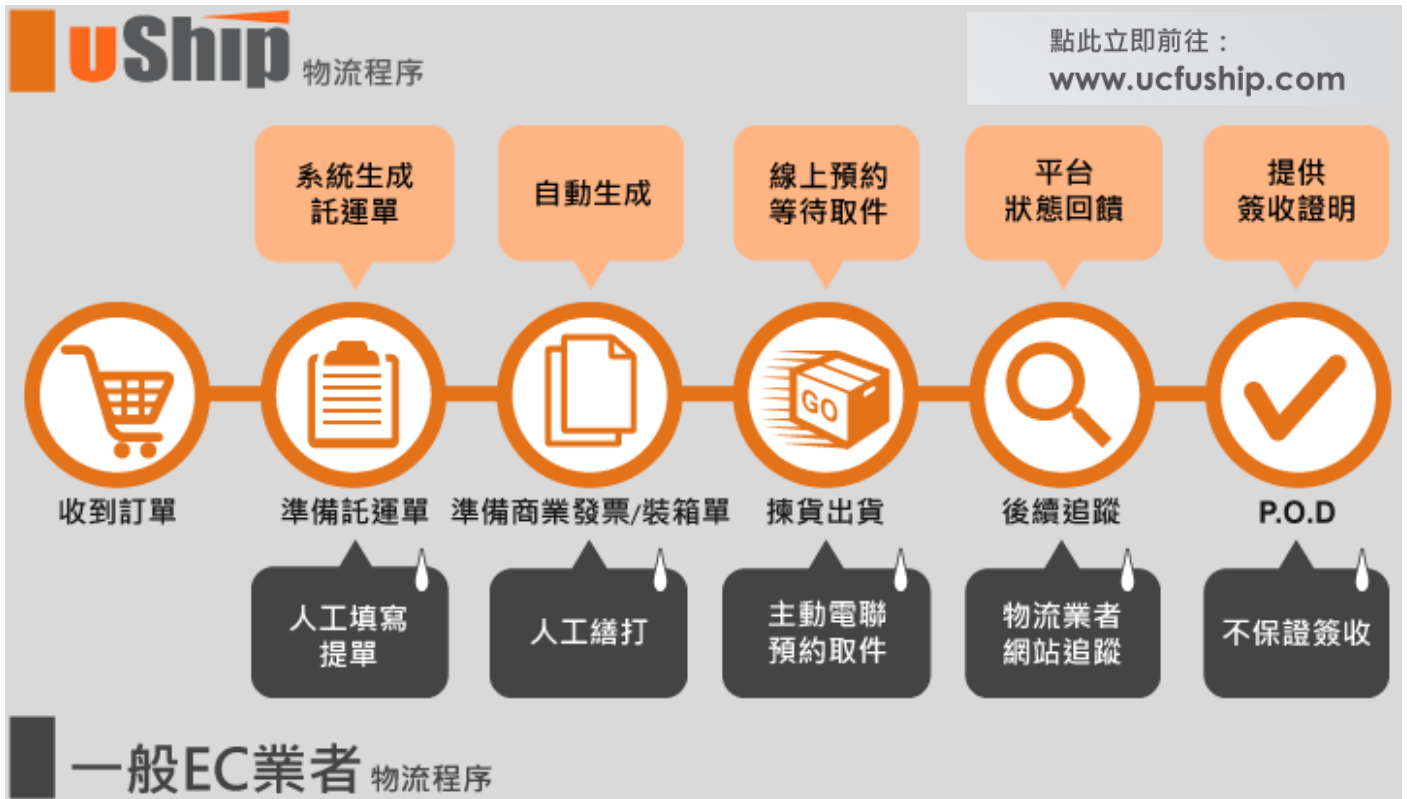 uShip 物流程序
點此立即前往：
www.ucfuship.com
系統生成
託運單
自動生成
線上預約
等待取件
平台
狀態回饋
提供
簽收證明
GO
收到訂單
準備託運單
準備商業發票/裝箱單
揀貨出貨
後續追蹤
P.O.D
人工填寫
提單
人工繕打
主動電聯
預約取件
物流業者
網站追蹤
不保證簽收
一般EC業者 物流程序